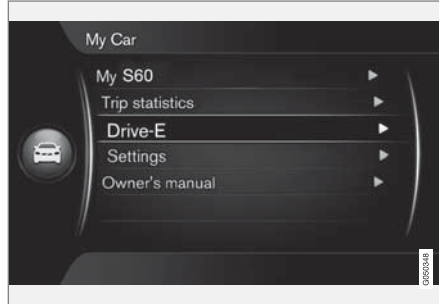 My Car
My S60
Trip statistics
Drive-E
Settings
Owner's manual
G050348